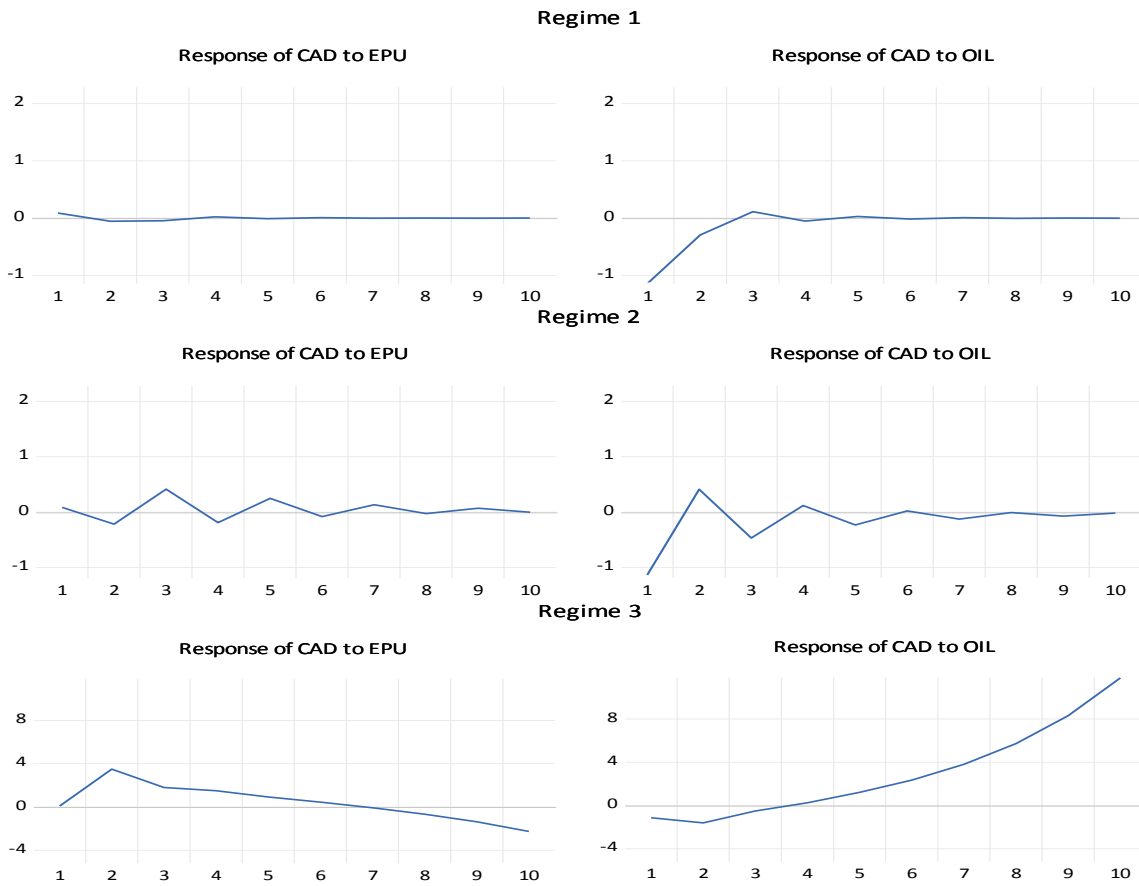 Regime 1
Response of CAD to EPU
Response of CAD to OIL
2
1
0
-1
1 2 3 4 5 6 7 8 9 10
2
1
0
-1
1 2 3 4 5 6 7 8 9 10
Regime 2
Response of CAD to EPU
Response of CAD to OIL
2
1
0
-1
1 2 3 4 5 6 7 8 9 10
2
1
0
-1
1 2 3 4 5 6 7 8 9 10
Regime 3
Response of CAD to EPU
Response of CAD to OIL
8
4
0
-4
1 2 3 4 5 6 7 8 9 10
8
4
0
-4
1 2 3 4 5 6 7 8 9 10